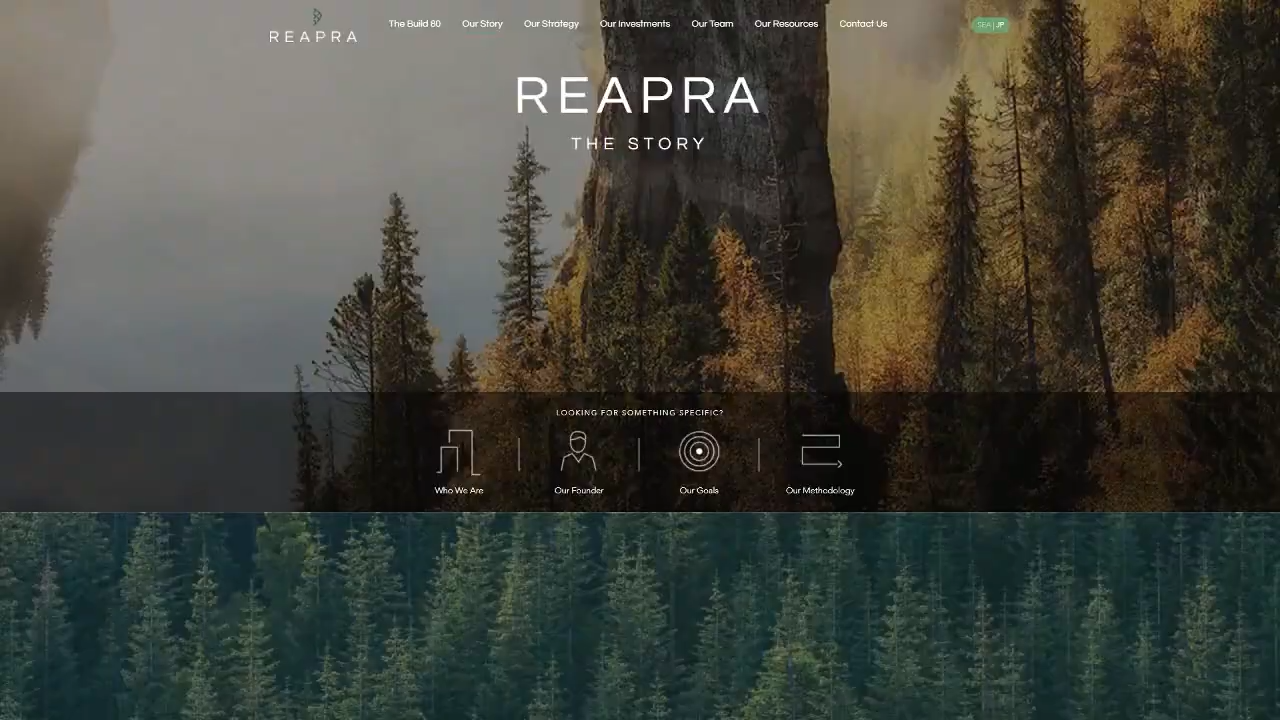 REAPRA
The Build 60
Our Story
Our Strategy
Our Investments
Our Team
Our Resources
Contact Us
SEA | JP
REAPRA
THE STORY
LOOKING FOR SOMETHING SPECIFIC?
Who We Are
Our Founder
Our Goals
Our Methodology